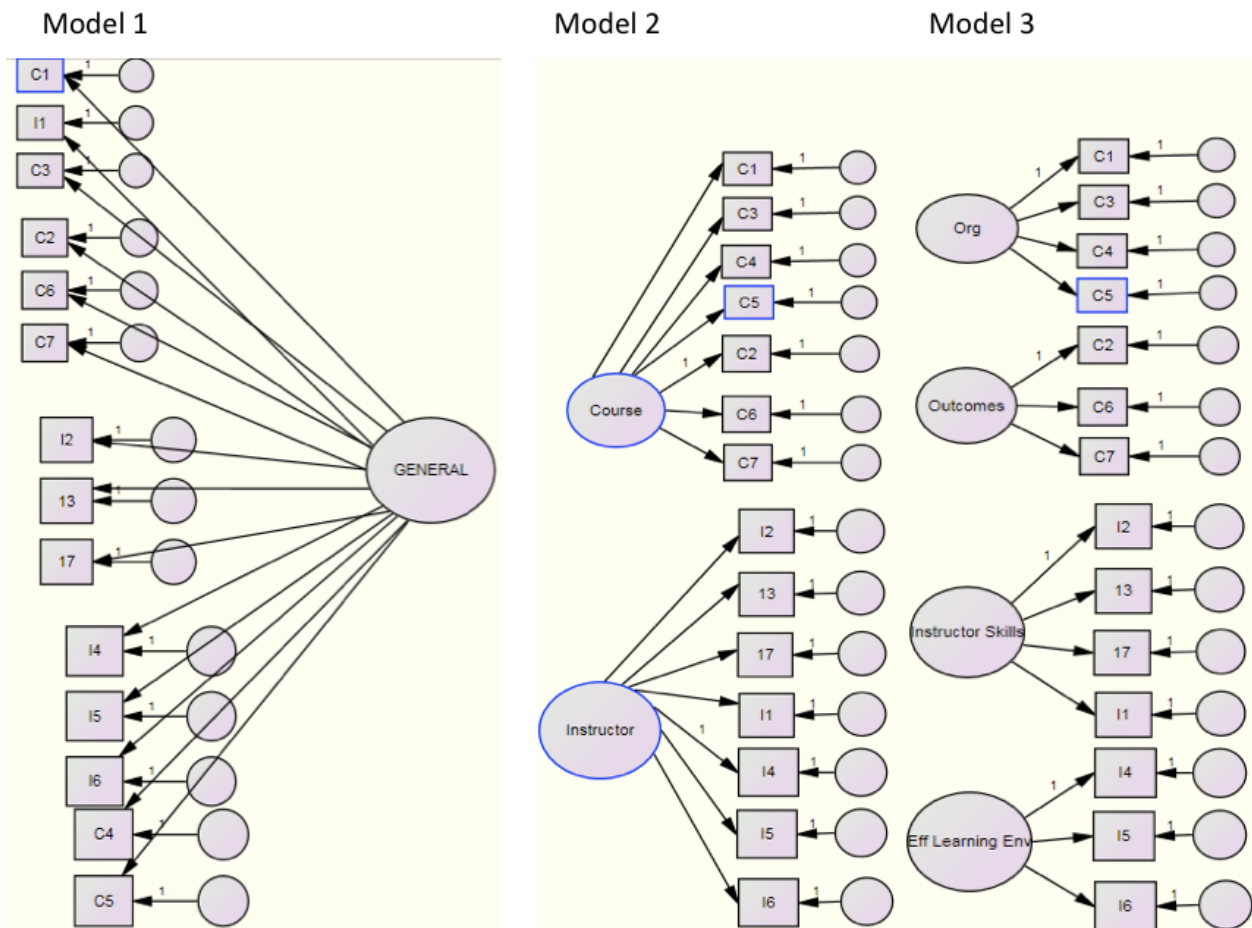 Model 1
C1
1
I1
1
C3
1
C2
1
C6
1
C7
1
I2
1
13
1
17
1
GENERAL
I4
1
I5
1
I6
1
C4
1
C5
1
Model 2
C1
1
C3
1
C4
1
C5
1
1
C2
1
Course
C6
1
C7
1
I2
1
13
1
17
1
I1
1
Instructor
1
I4
1
I5
1
I6
1
Model 3
1
C1
1
C3
1
Org
C4
1
C5
1
1
C2
1
Outcomes
C6
1
C7
1
I2
1
1
13
1
Instructor Skills
17
1
I1
1
1
I4
1
Eff Learning Env
I5
1
I6
1